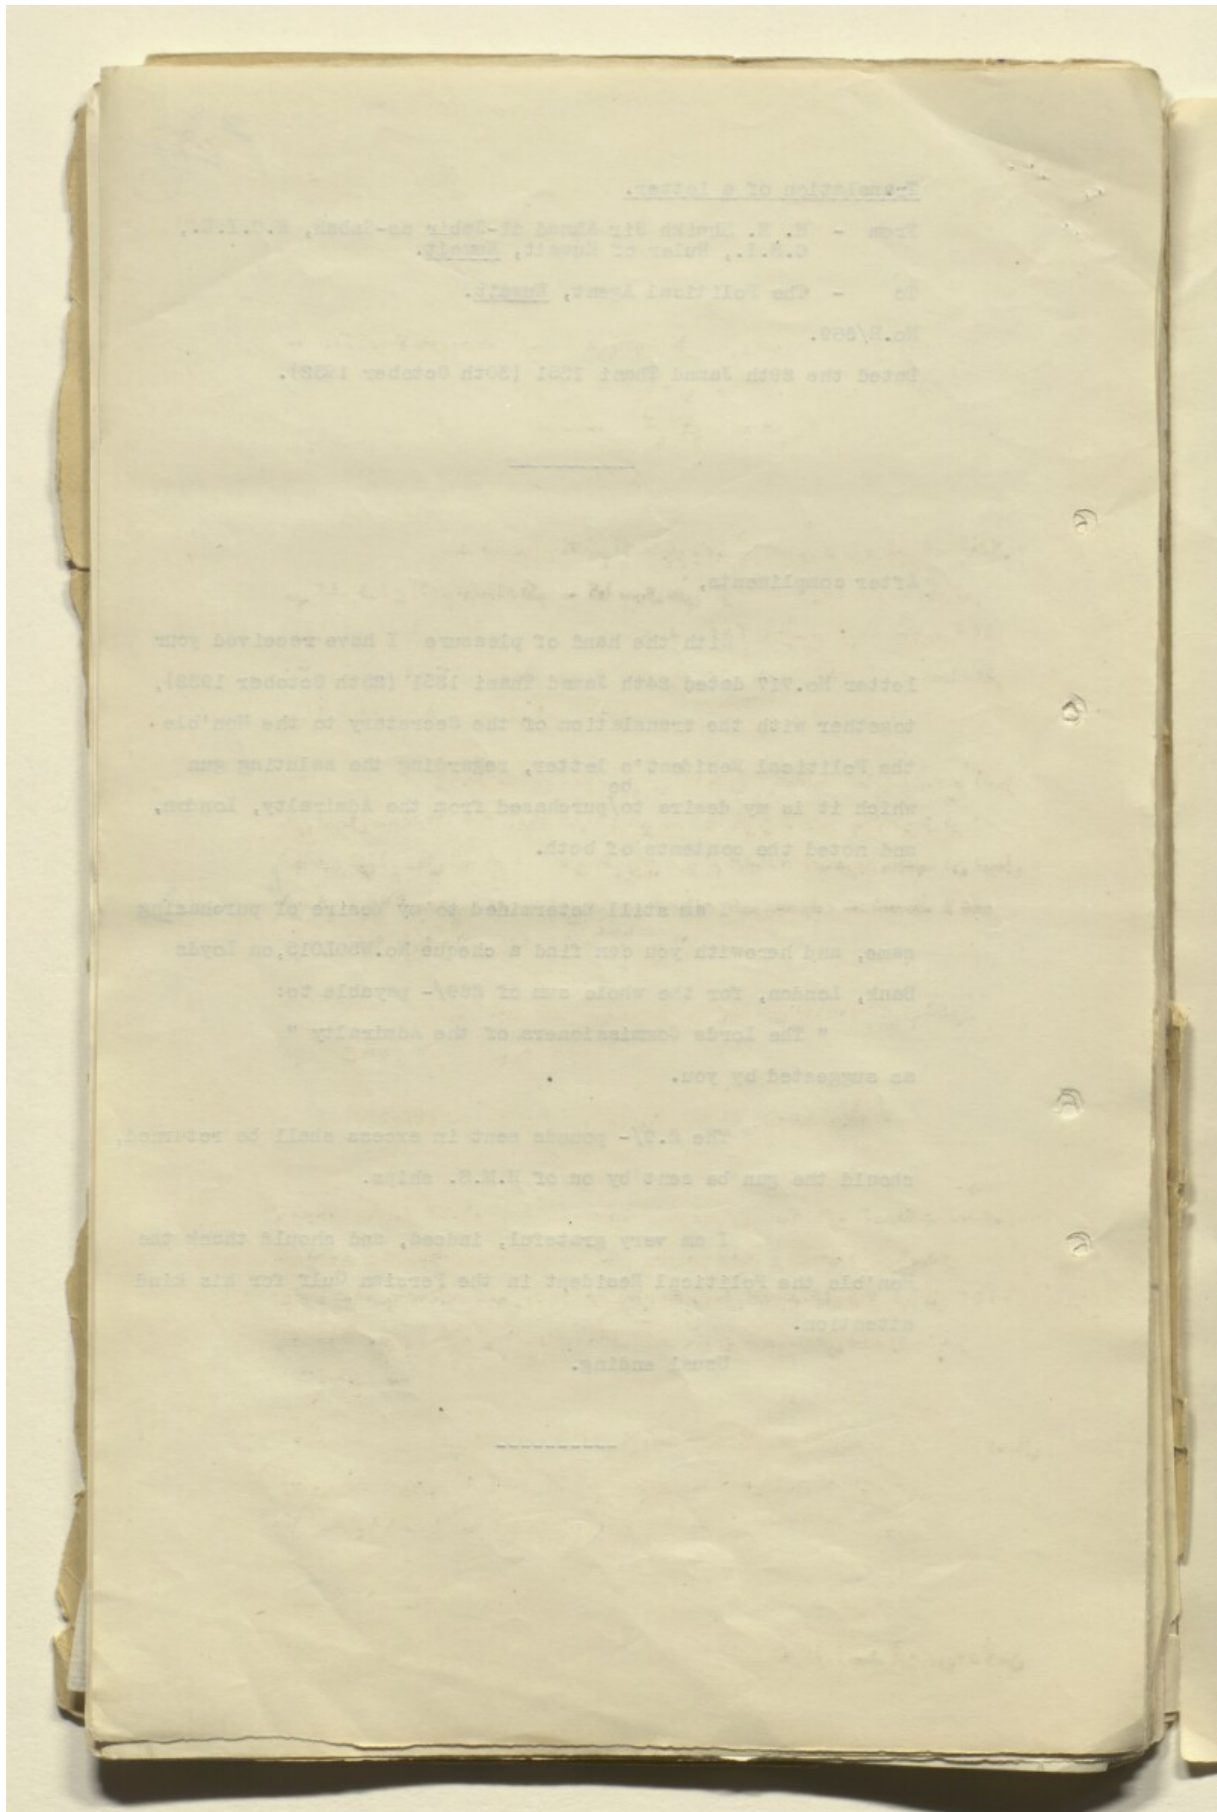 Translation of a letter.
From - H. E. Shaikh Sir Ahmad al-Jabir as-Subah, K.C.I.E.,
C.S.I., Ruler of Kuwait, Kuwait.
To - The Political Agent, Kuwait.
Dated the 29th Jamad Thani 1351 (30th October 1932).
After compliments,
With the hand of pleasure I have received your
letter No.717 dated 24th Jamad Thani 1351 (25th October 1932),
together with the translation of the Secretary to the Hon'ble
the Political Resident's letter, regarding the saluting gun
be
which it is my desire to/purchased from the Admiralty, London,
and noted the contents of both.
I am still determined to my desire of purchasing
same, and herewith you can find a cheque on Loyds
Bank, London, for the whole sum of £69/- payable to:
" The Lords Commissioners of the Admiralty "
as suggested by you.
The £.9/- pounds sent in excess shall be returned,
should the gun be sent by on of H.M.S. ships.
I am very grateful, indeed, and should thank the
Hon'ble the Political Resident in the Persian Gulf for his kind
attention.
Usual ending.